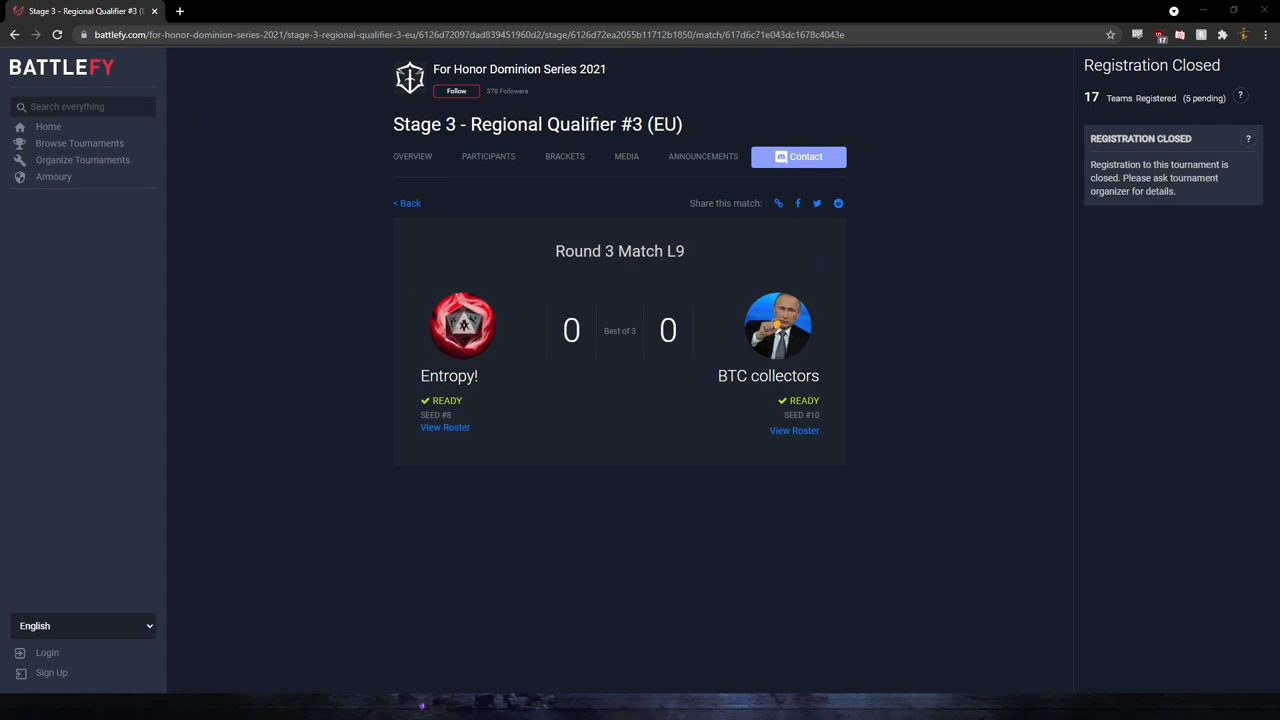 Stage 3 - Regional Qualifier #3 (E
battlefy.com/for-honor-dominion-series-2021/stage-3-regional-qualifier-3-eu/6126d72097dad839451960d2/stage/6126d72ea2055b11712b1850/match/617d6c71e043dc1678c4043e
17
BATTLEFY
Search everything
Home
Browse Tournaments
Organize Tournaments
Armoury
For Honor Dominion Series 2021
Follow 378 Followers
Stage 3 - Regional Qualifier #3 (EU)
OVERVIEW PARTICIPANTS BRACKETS MEDIA ANNOUNCEMENTS Contact
< Back Share this match:
Round 3 Match L9
0 Best of 3 0
Entropy! BTC collectors
READY READY
SEED #8 SEED #10
View Roster View Roster
Registration Closed
17 Teams Registered (5 pending) ?
REGISTRATION CLOSED ?
Registration to this tournament is
closed. Please ask tournament
organizer for details.
English
Login
Sign Up